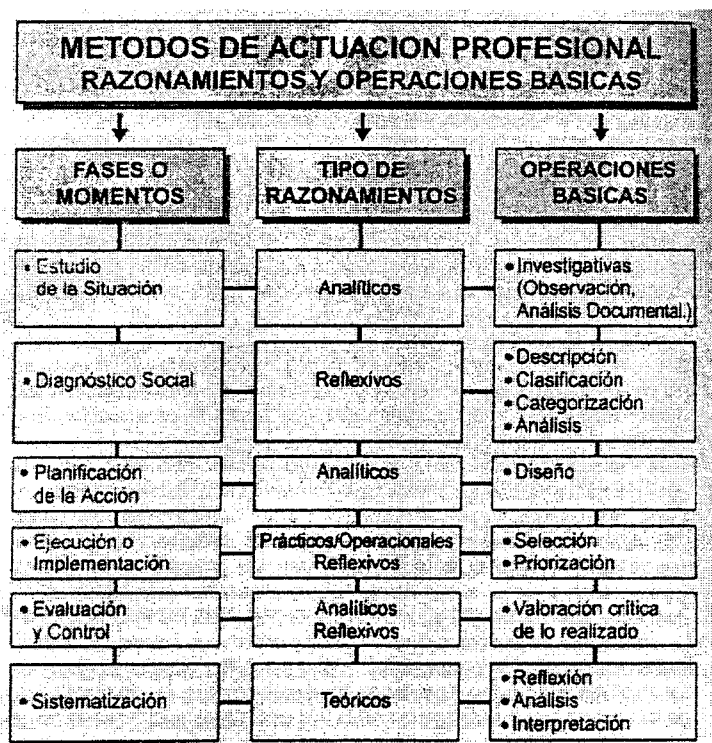 METODOS DE ACTUACION PROFESIONAL
RAZONAMIENTOS Y OPERACIONES BASICAS
FASES O
MOMENTOS
TIPO DE
RAZONAMIENTOS
OPERACIONES
BASICAS
• Estudio
de la Situación
Analíticos
• Investigativas
(Observación,
Análisis Documental.)
• Diagnóstico Social
Reflexivos
• Descripción
• Clasificación
• Categorización
• Análisis
• Planificación
de la Acción
Analíticos
• Diseño
• Ejecución o
Implementación
Prácticos/Operacionales
Reflexivos
• Selección
• Priorización
• Evaluación
y Control
Analíticos
Reflexivos
• Valoración crítica
de lo realizado
• Sistematización
Teóricos
• Reflexión
• Análisis
• Interpretación